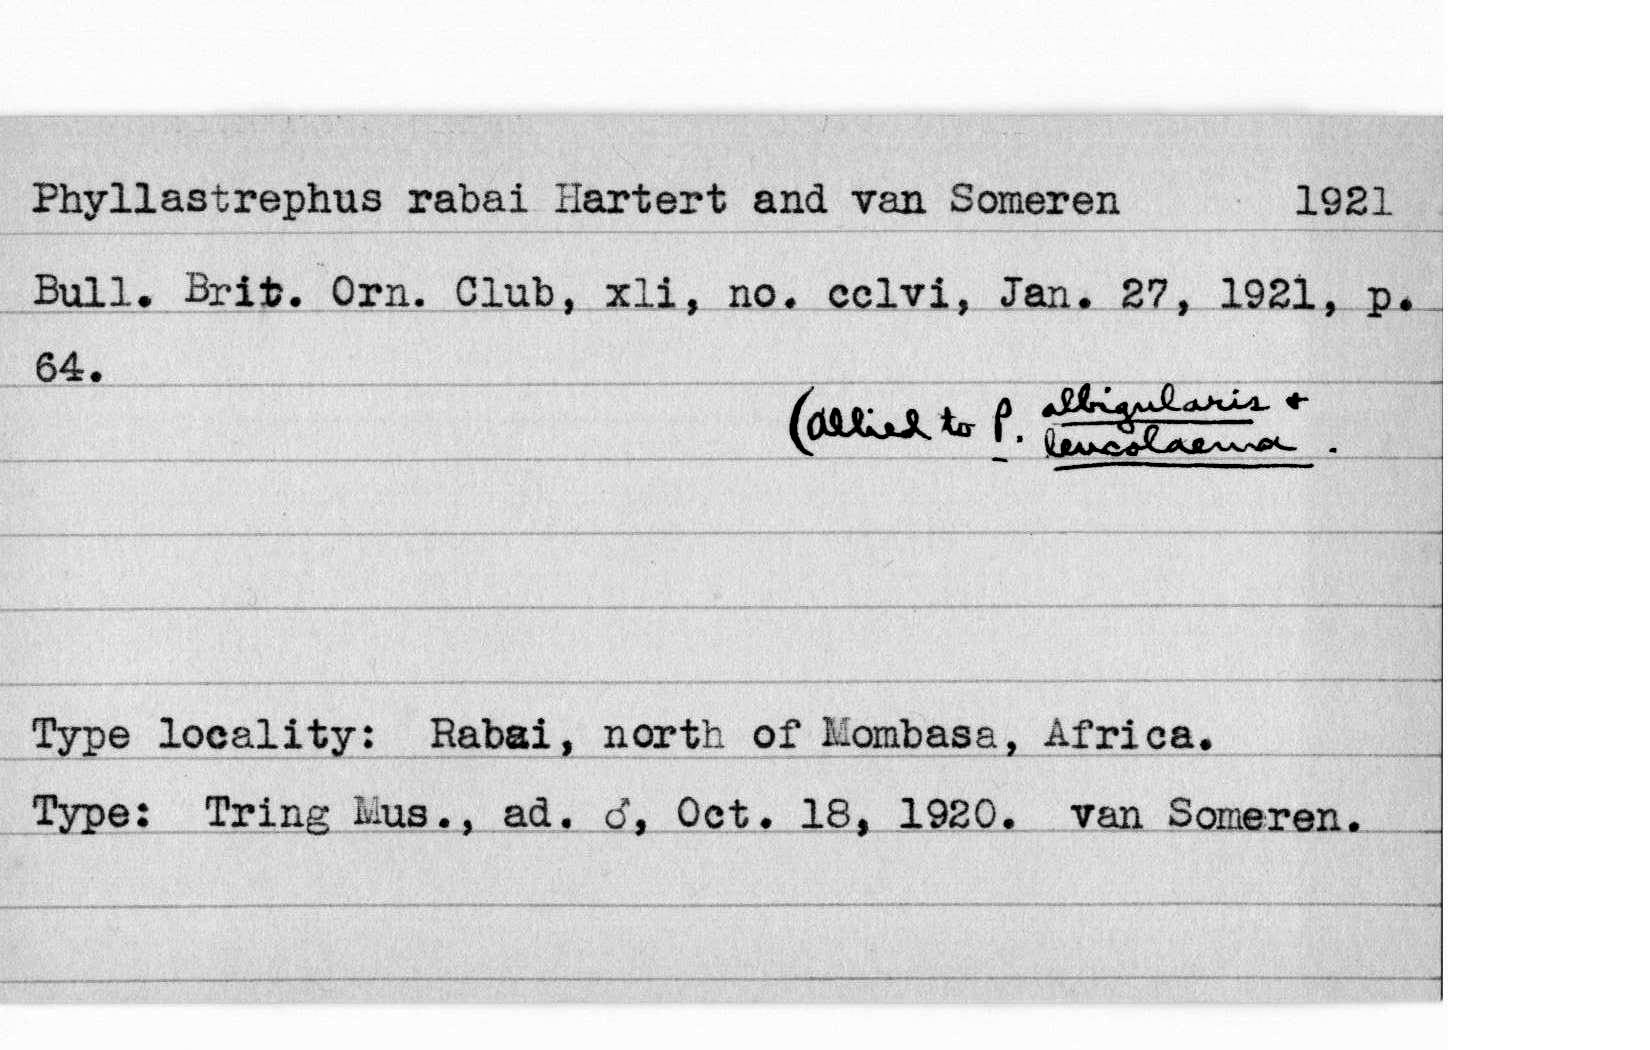 Phyllastrephus rabai Hartert and van Someren 1921
Bull. Brit. Orn. Club, xli, no. cclvi, Jan. 27, 1921, p.
64.
(Allied to P. albigularis +
leucolaema.
Type locality: Rabai, north of Mombasa, Africa.
Type: Tring Mus., ad. ♂, Oct. 18, 1920. van Someren.